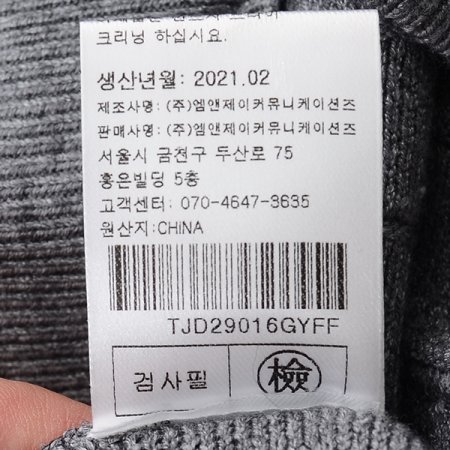 크리닝 하십시요.
생산년월: 2021.02
제조사명: (주)엠앤제이커뮤니케이션즈
판매사명: (주)엠앤제이커뮤니케이션즈
서울시 금천구 두산로 75
홍은빌딩 5층
고객센터: 070-4647-3635
원산지:CHINA
TJD29016GYFF
검사필 檢